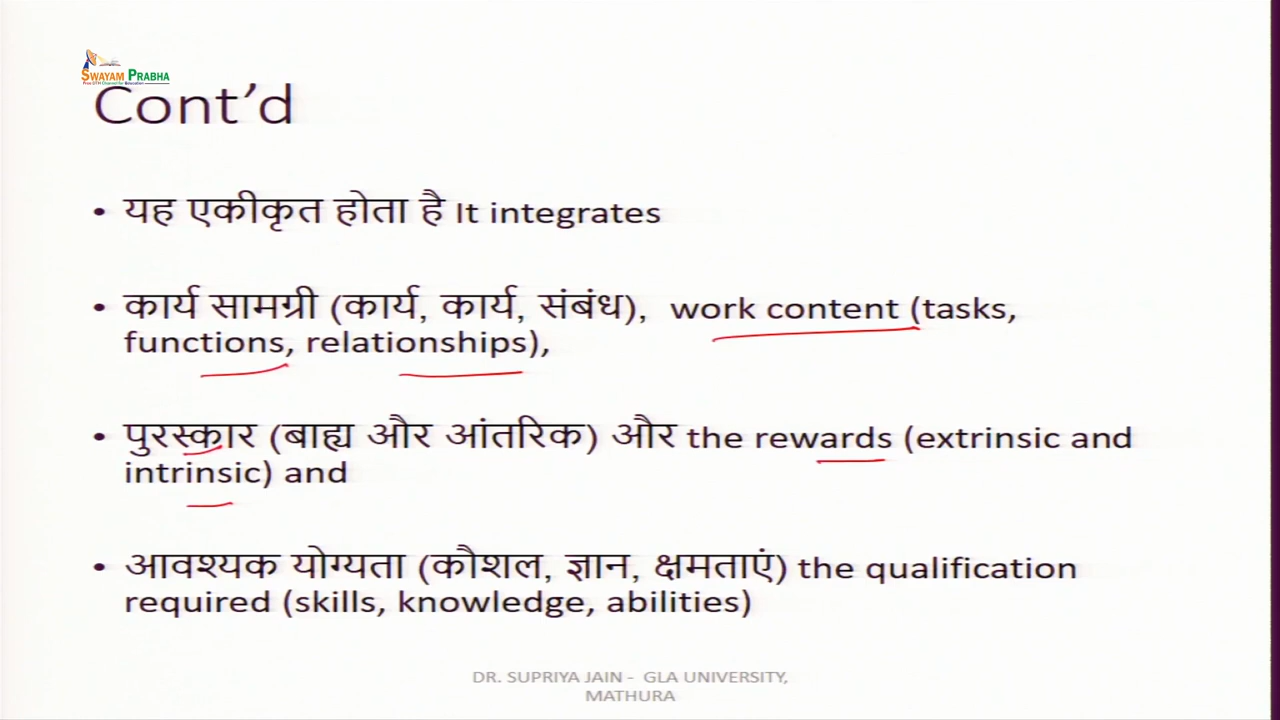 SWAYAM PRABHA
Cont’d
• यह एकीकृत होता है It integrates
• कार्य सामग्री (कार्य, कार्य, संबंध), work content (tasks,
functions, relationships),
• पुरस्कार (बाह्य और आंतरिक) और the rewards (extrinsic and
intrinsic) and
• आवश्यक योग्यता (कौशल, ज्ञान, क्षमताएं) the qualification
required (skills, knowledge, abilities)
DR. SUPRIYA JAIN - GLA UNIVERSITY,
MATHURA